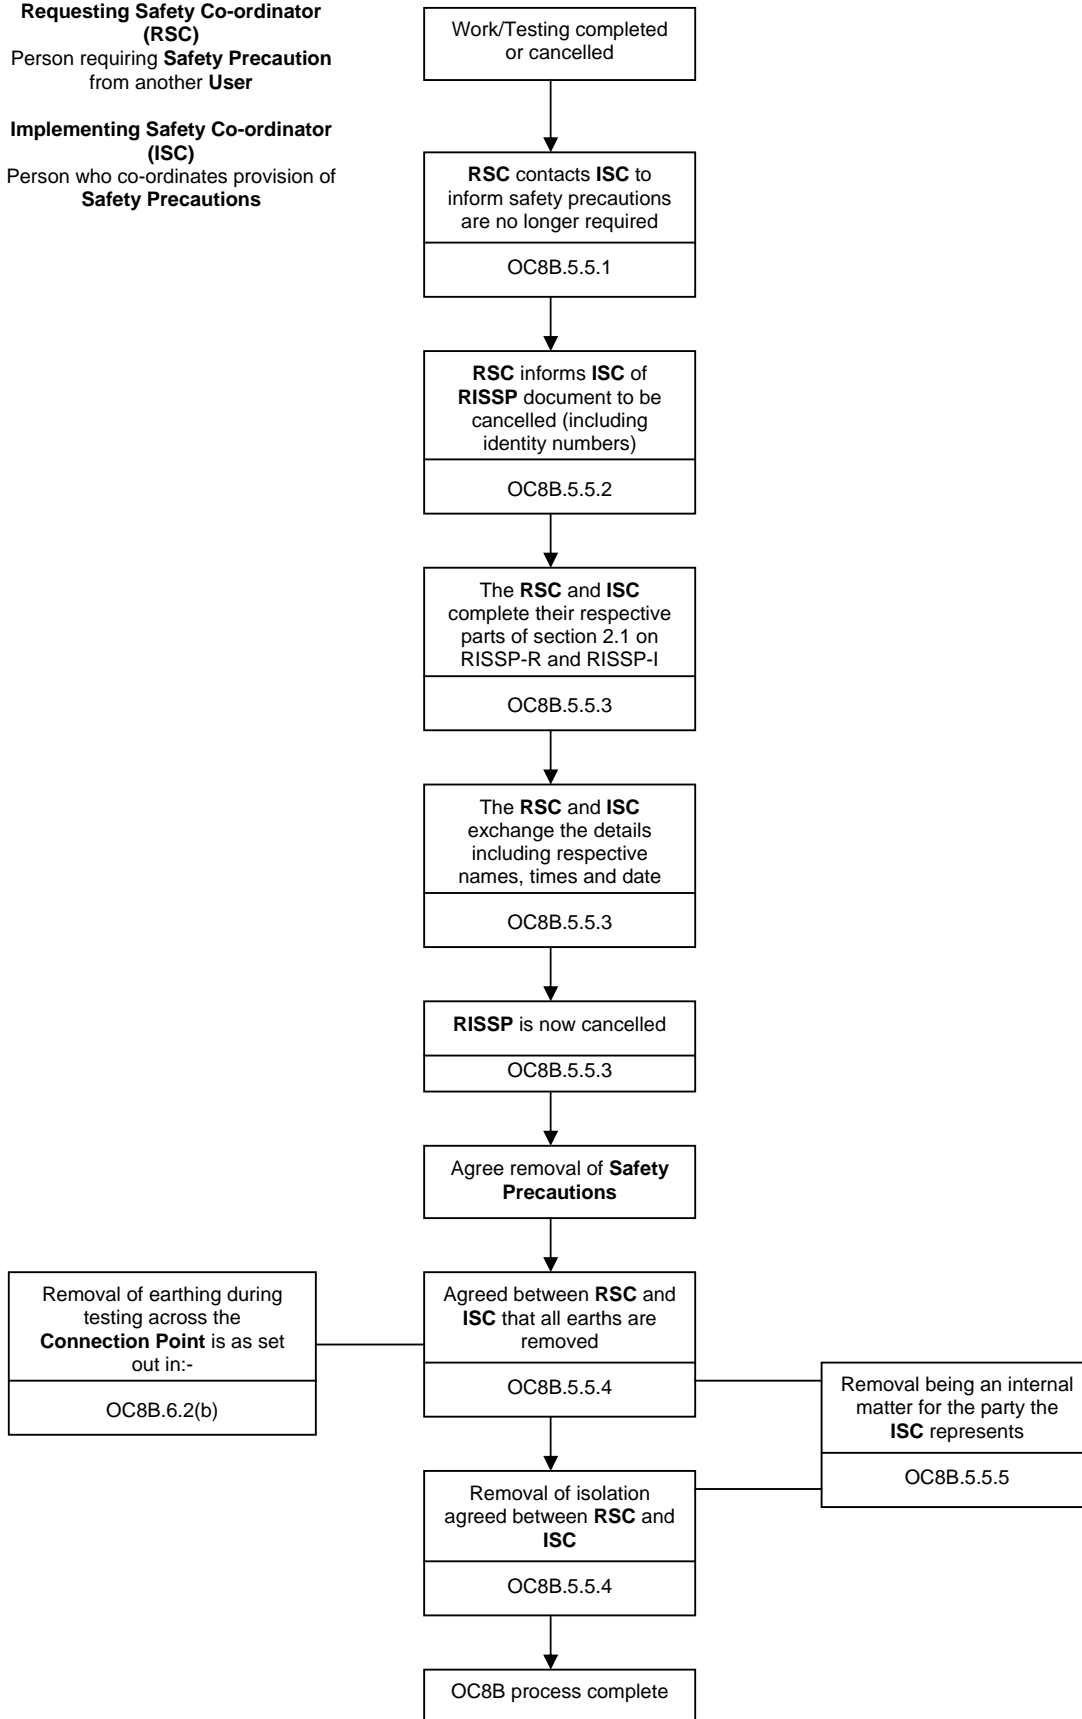 Requesting Safety Co-ordinator
(RSC)
Person requiring Safety Precaution
from another User
Implementing Safety Co-ordinator
(ISC)
Person who co-ordinates provision of
Safety Precautions
Work/Testing completed
or cancelled
RSC contacts ISC to
inform safety precautions
are no longer required
OC8B.5.5.1
RSC informs ISC of
RISSP document to be
cancelled (including
identity numbers)
OC8B.5.5.2
The RSC and ISC
complete their respective
parts of section 2.1 on
RISSP-R and RISSP-I
OC8B.5.5.3
The RSC and ISC
exchange the details
including respective
names, times and date
OC8B.5.5.3
RISSP is now cancelled
OC8B.5.5.3
Agree removal of Safety
Precautions
Removal of earthing during
testing across the
Connection Point is as set
out in:-
OC8B.6.2(b)
Agreed between RSC and
ISC that all earths are
removed
OC8B.5.5.4
Removal being an internal
matter for the party the
ISC represents
OC8B.5.5.5
Removal of isolation
agreed between RSC and
ISC
OC8B.5.5.4
OC8B process complete